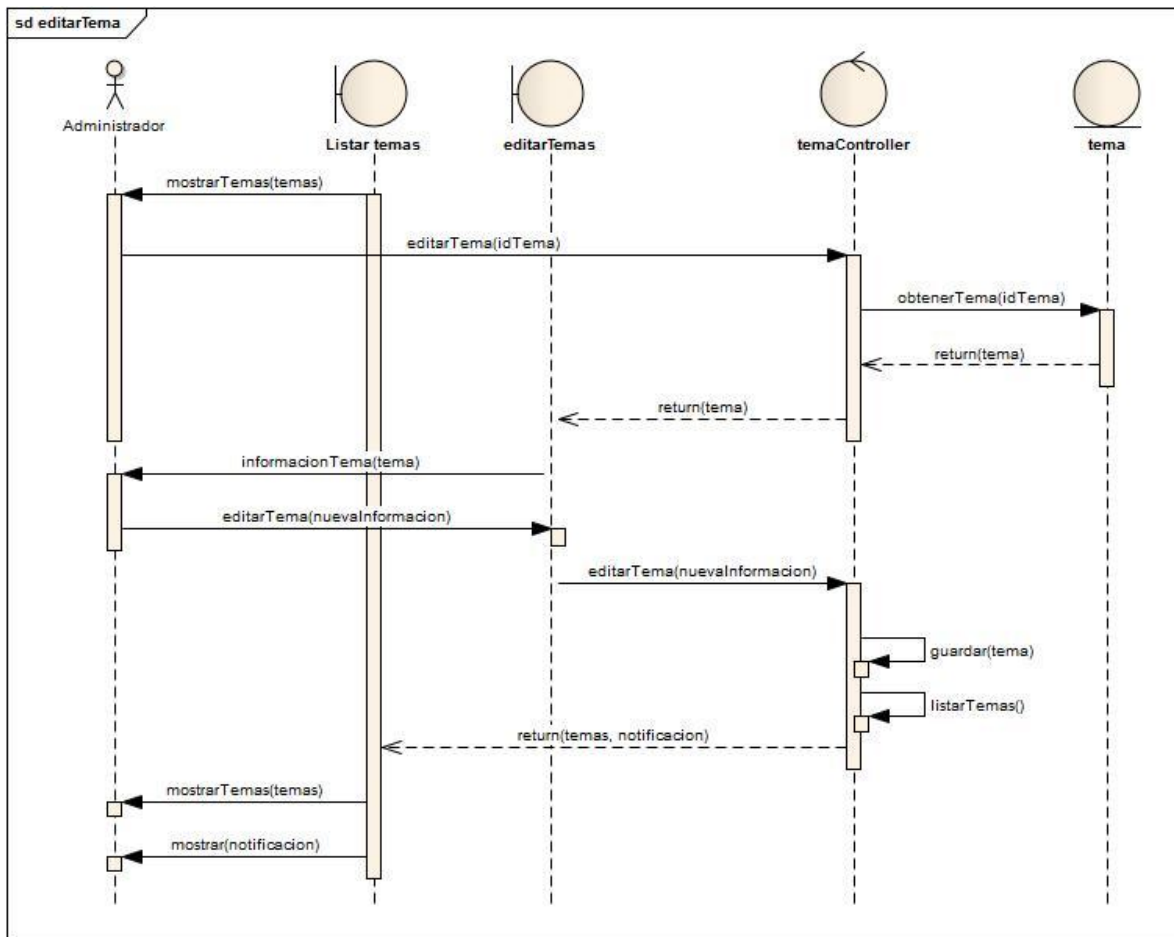 sd editarTema
Administrador
Listar temas
editarTemas
temaController
tema
mostrarTemas(temas)
editarTema(idTema)
obtenerTema(idTema)
return(tema)
return(tema)
informacionTema(tema)
editarTema(nuevaInformacion)
editarTema(nuevaInformacion)
guardar(tema)
listarTemas()
return(temas, notificacion)
mostrarTemas(temas)
mostrar(notificacion)